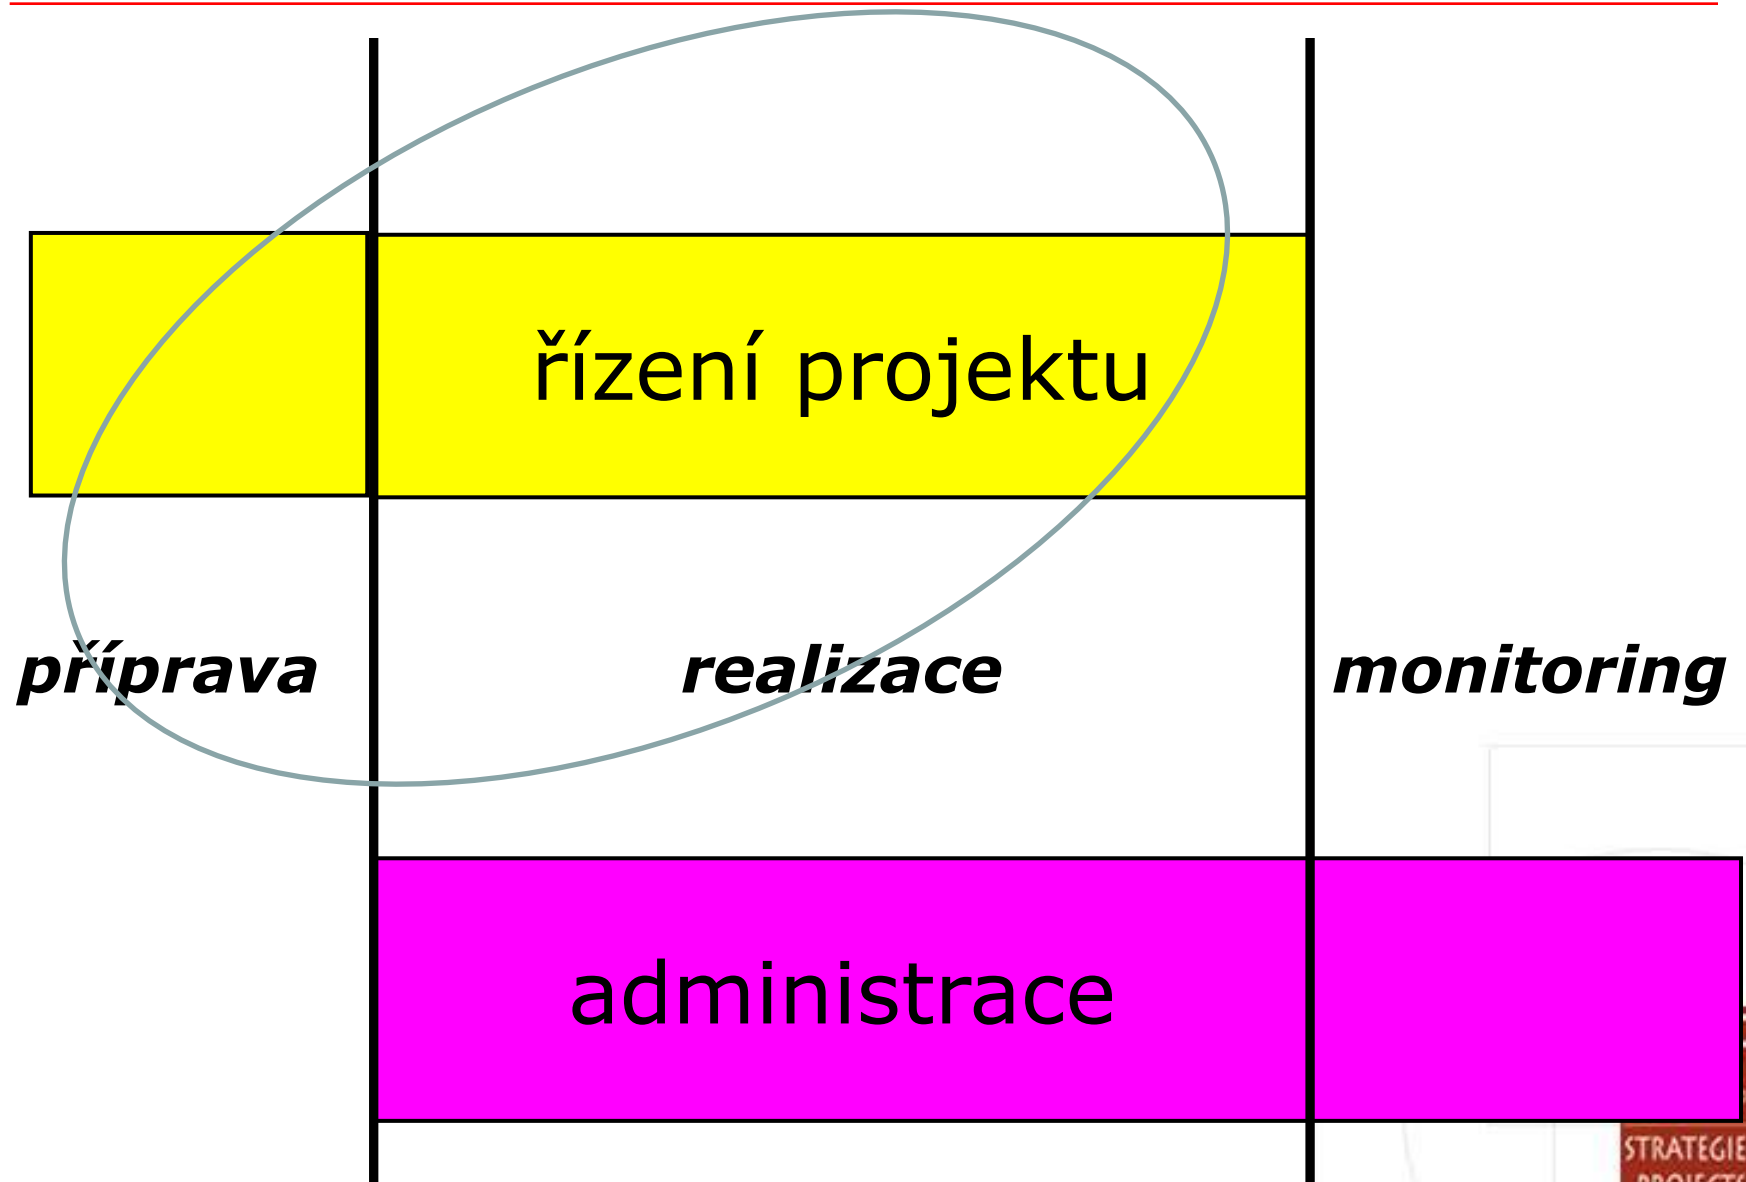 řízení projektu
příprava realizace monitoring
administrace
STRATEGIE